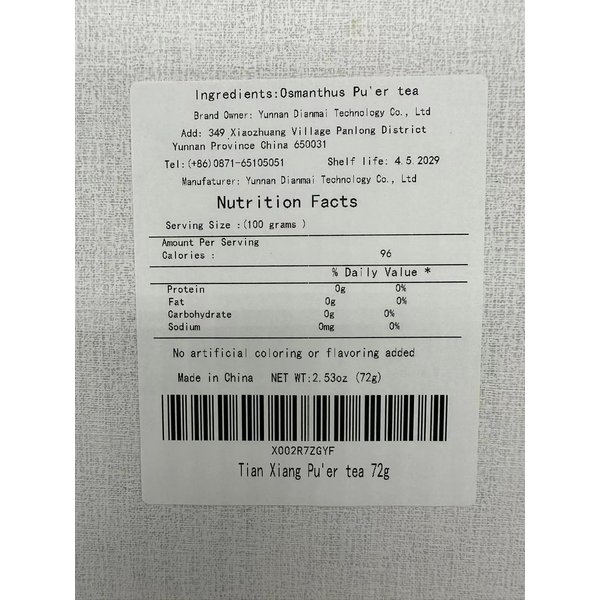 Ingredients:Osmanthus Pu'er tea
Brand Owner: Yunnan Dianmai Technology Co., Ltd
Add: 349 Xiaozhuang Village Panlong District
Yunnan Province China 650031
Tel:(+86)0871-65105051 Shelf life: 4.5.2029
Manufaturer: Yunnan Dianmai Technology Co., Ltd
Nutrition Facts
Serving Size :(100 grams )
Amount Per Serving
Calories : 96
% Daily Value *
Protein 0g 0%
Fat 0g 0%
Carbohydrate 0g 0%
Sodium 0mg 0%
No artificial coloring or flavoring added
Made in China NET WT:2.53oz (72g)
X002R7ZGYF
Tian Xiang Pu'er tea 72g